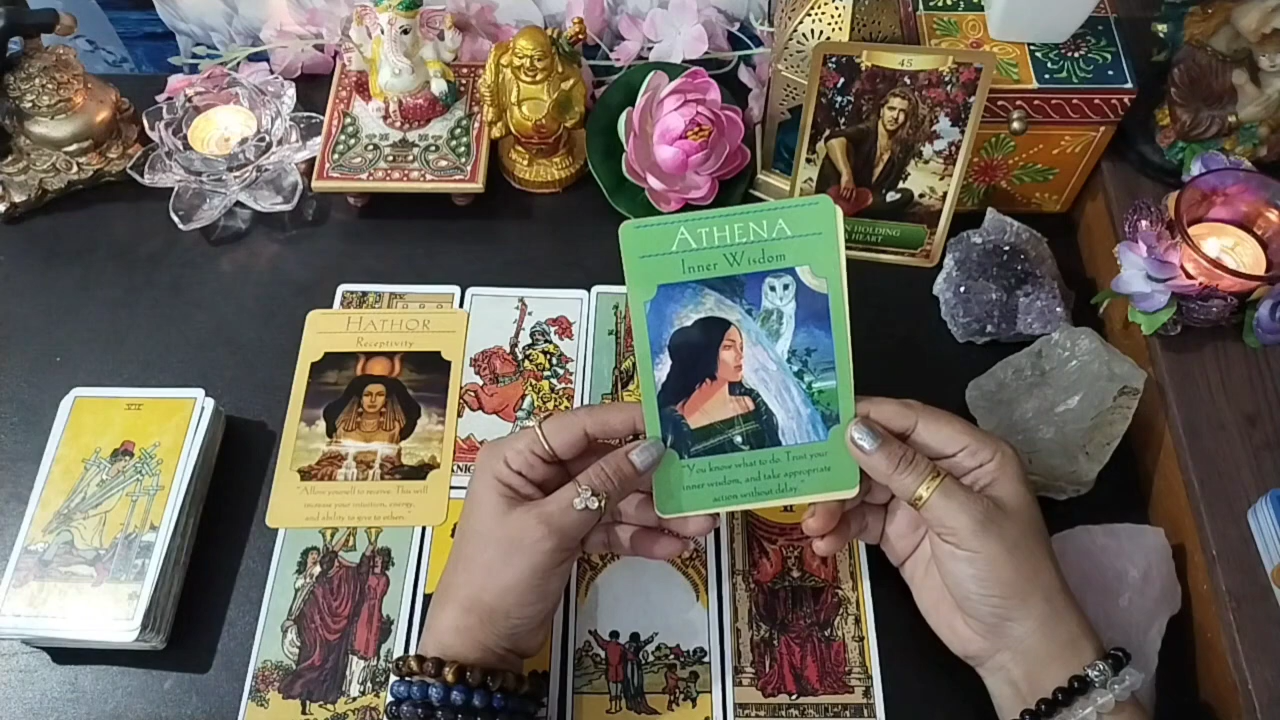 45
N HOLDING
A HEART
ATHENA
Inner Wisdom
"You know what to do. Trust your
inner wisdom, and take appropriate
action without delay."
HATHOR
Receptivity
"Allow yourself to receive. This will
increase your intuition, energy,
and ability to give to others."
KNIG
VII
XI